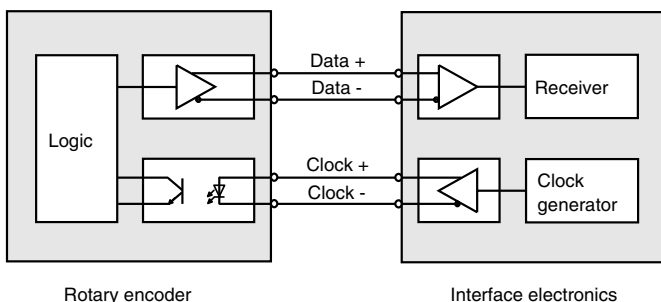 Data +
Data -
Receiver
Logic
Clock +
Clock -
Clock
generator
Rotary encoder
Interface electronics